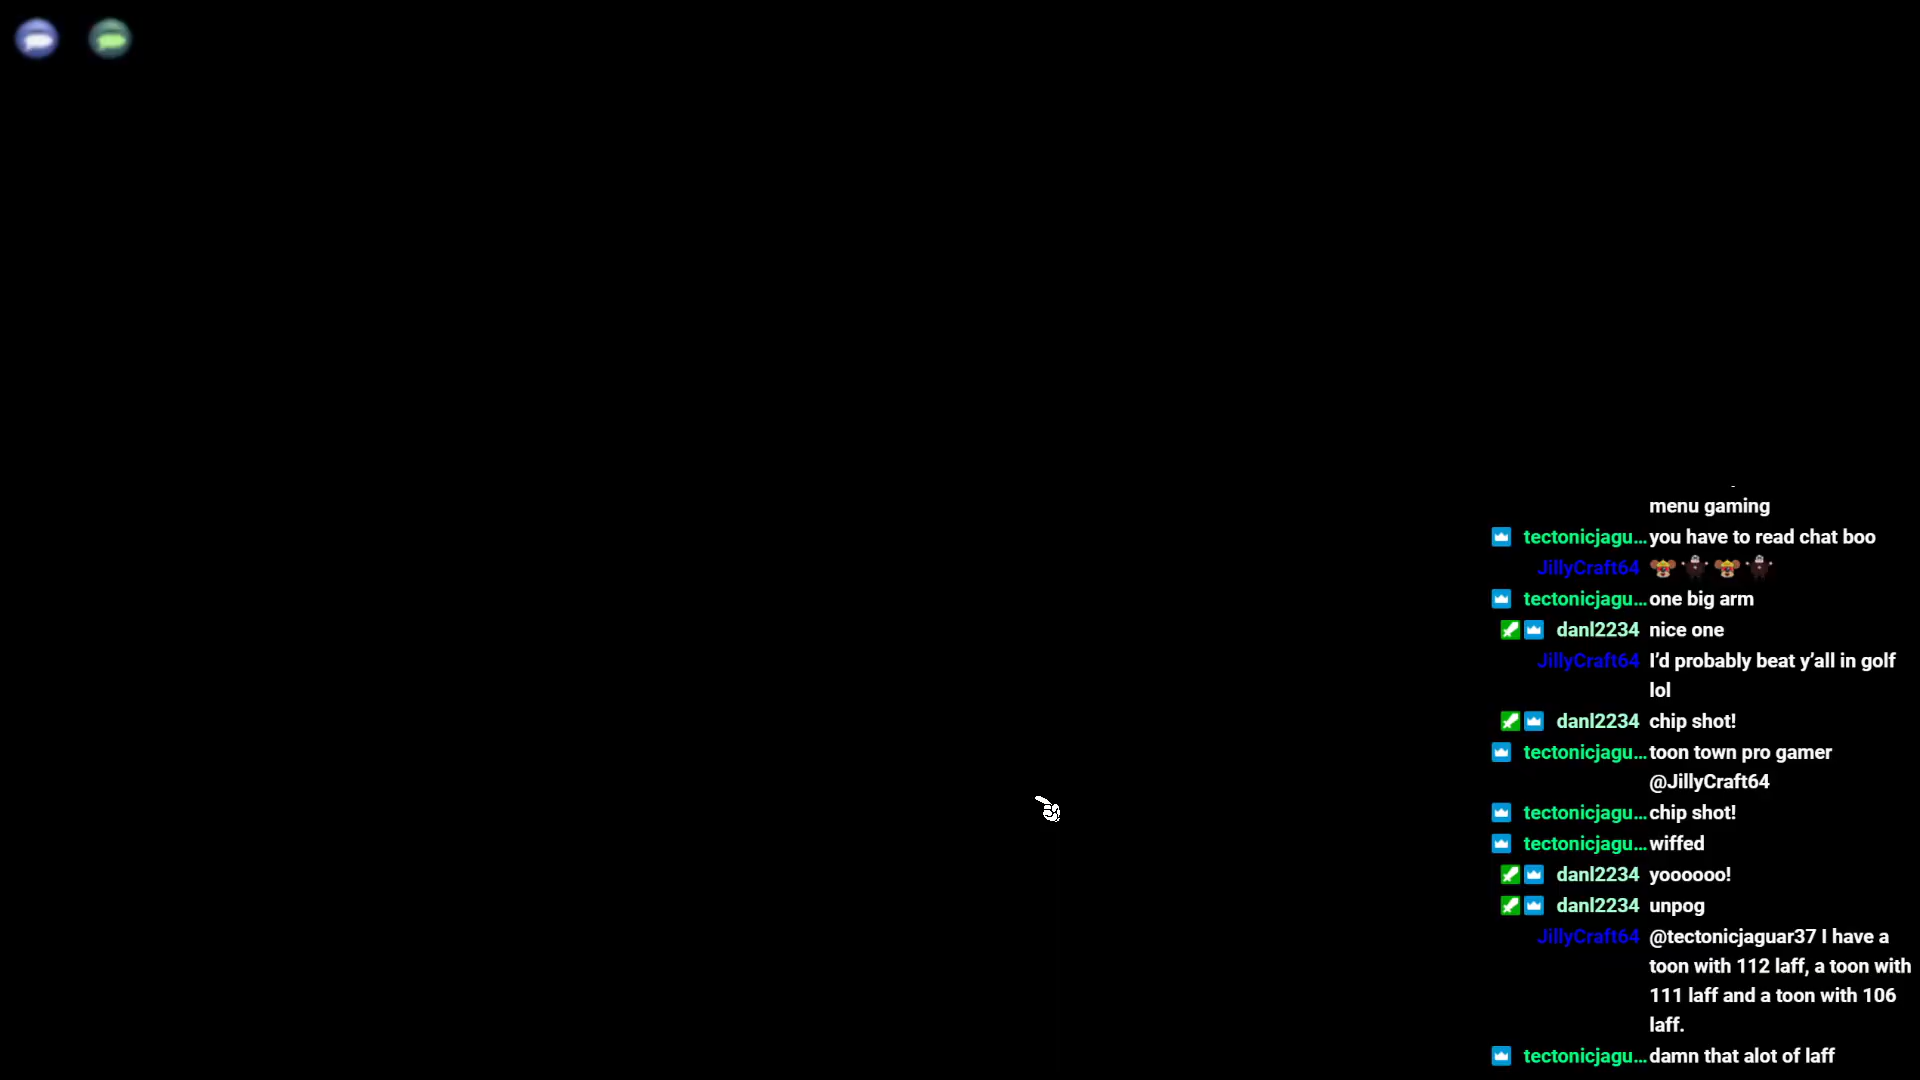 menu gaming
tectonicjagu... you have to read chat boo
JillyCraft64
tectonicjagu... one big arm
danl2234 nice one
JillyCraft64 I’d probably beat y’all in golf
lol
danl2234 chip shot!
tectonicjagu... toon town pro gamer
@JillyCraft64
tectonicjagu... chip shot!
tectonicjagu... wiffed
danl2234 yoooooo!
danl2234 unpog
JillyCraft64 @tectonicjaguar37 I have a
toon with 112 laff, a toon with
111 laff and a toon with 106
laff.
tectonicjagu... damn that alot of laff